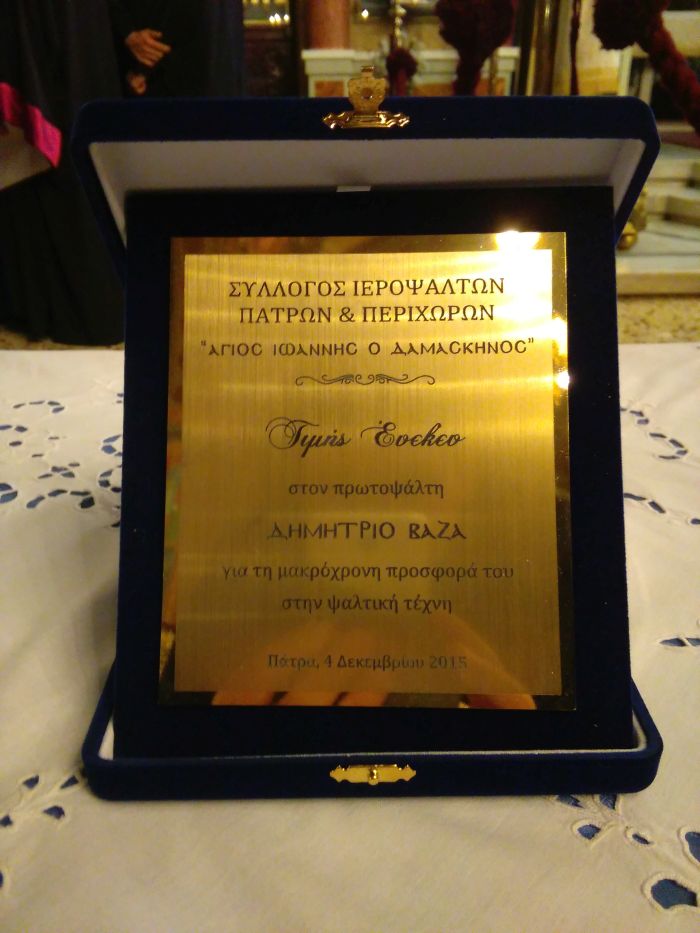 ΣΥΛΛΟΓΟΣ ΙΕΡΟΨΑΛΤΩΝ
ΠΑΤΡΩΝ & ΠΕΡΙΧΩΡΩΝ
"ΑΓΙΟΣ ΙΩΑΝΝΗΣ Ο ΔΑΜΑΣΚΗΝΟΣ"
Τιμής Ένεκεν
στον πρωτοψάλτη
ΔΗΜΗΤΡΙΟ ΒΑΖΑ
για τη μακρόχρονη προσφορά του
στην ψαλτική τέχνη
Πάτρα, 4 Δεκεμβρίου 2015